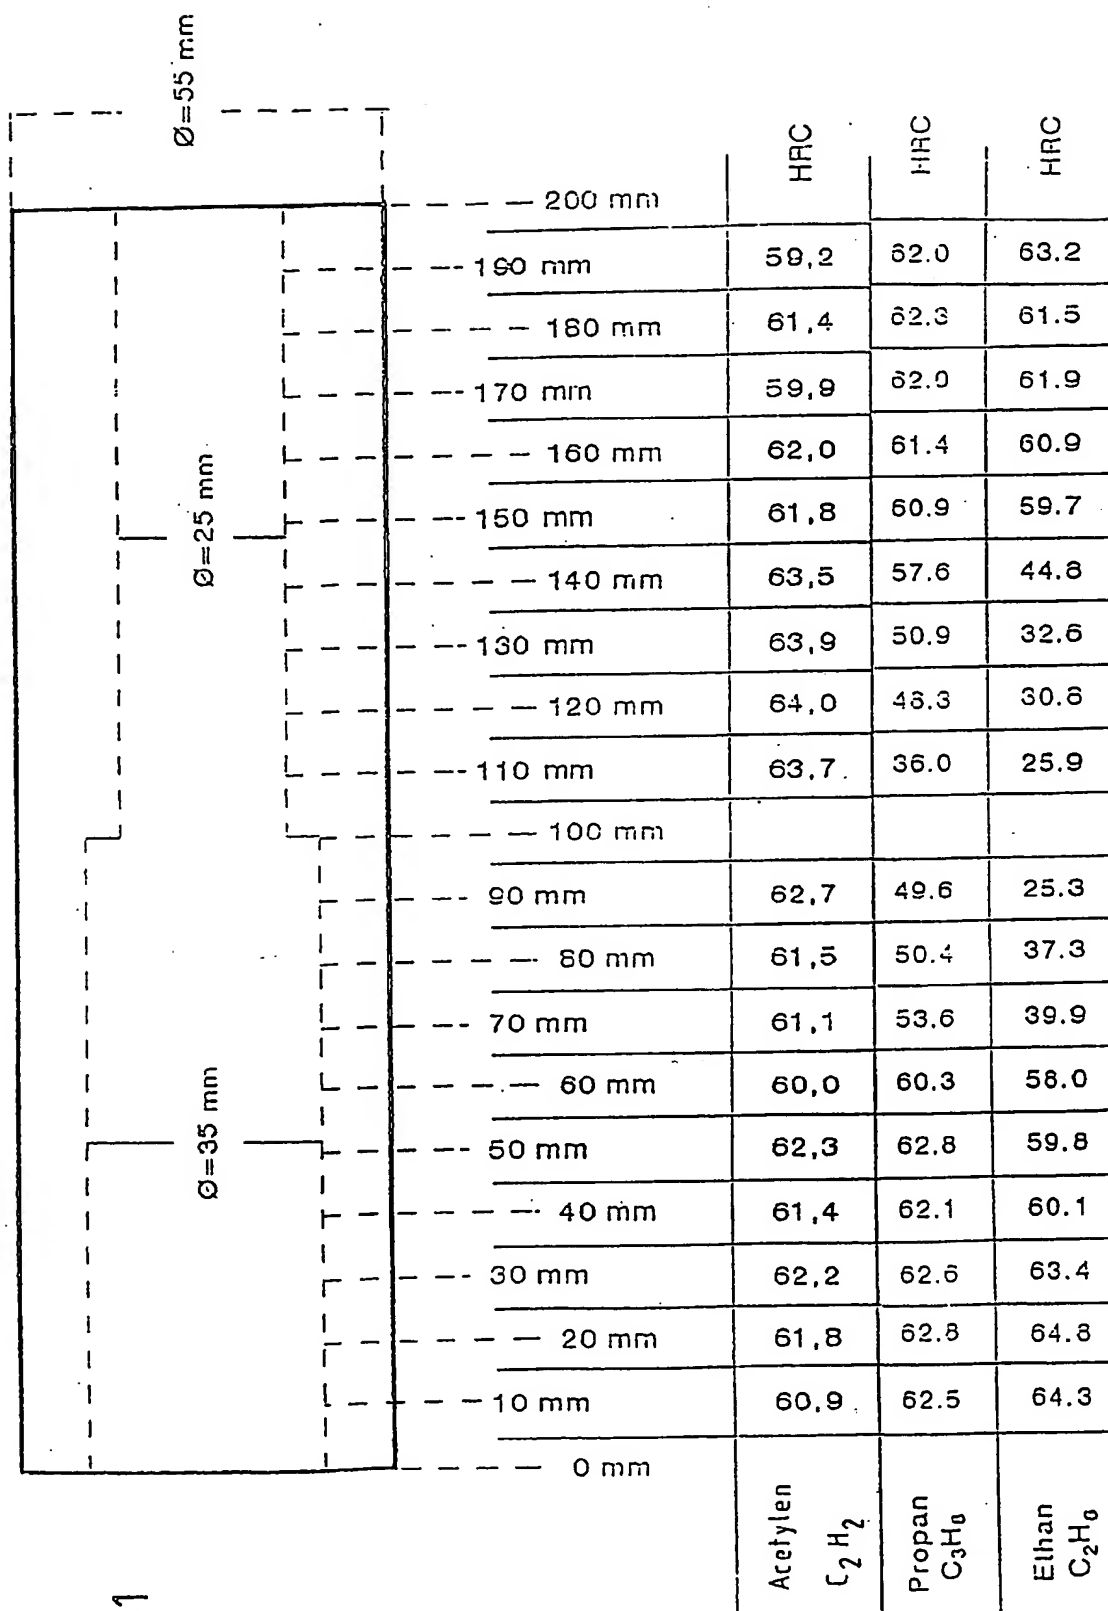 Ø=55 mm
Ø=25 mm
Ø=35 mm
1
HRC HRC HRC
200 mm
190 mm 59,2 62.0 63.2
180 mm 61,4 62.3 61.5
170 mm 59,9 62.0 61.9
160 mm 62,0 61.4 60.9
150 mm 61,8 60.9 59.7
140 mm 63,5 57.6 44.8
130 mm 63,9 50.9 32.6
120 mm 64,0 48.3 30.8
110 mm 63,7 36.0 25.9
100 mm
90 mm 62,7 49.6 25.3
80 mm 61,5 50.4 37.3
70 mm 61,1 53.6 39.9
60 mm 60,0 60.3 58.0
50 mm 62,3 62.8 59.8
40 mm 61,4 62.1 60.1
30 mm 62,2 62.6 63.4
20 mm 61,8 62.8 64.8
10 mm 60,9 62.5 64.3
0 mm
Acetylen
C₂H₂
Propan
C₃H₈
Ethan
C₂H₆